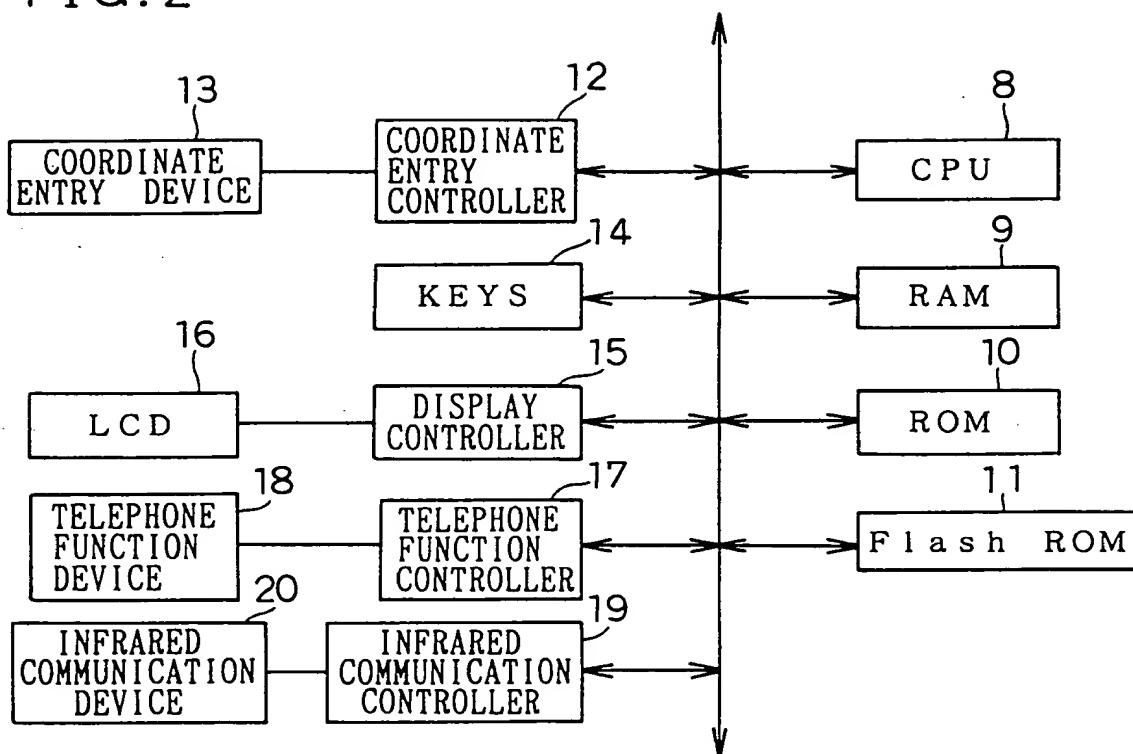 FIG.2
13
12
8
COORDINATE
ENTRY DEVICE
COORDINATE
ENTRY
CONTROLLER
CPU
14
9
KEYS
RAM
16
15
10
LCD
DISPLAY
CONTROLLER
ROM
18
17
11
TELEPHONE
FUNCTION
DEVICE
TELEPHONE
FUNCTION
CONTROLLER
Flash ROM
20
19
INFRARED
COMMUNICATION
DEVICE
INFRARED
COMMUNICATION
CONTROLLER